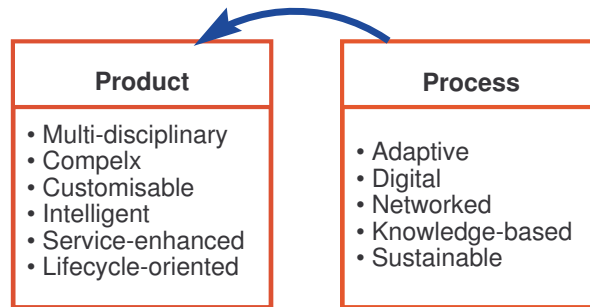 Product
• Multi-disciplinary
• Compelx
• Customisable
• Intelligent
• Service-enhanced
• Lifecycle-oriented
Process
• Adaptive
• Digital
• Networked
• Knowledge-based
• Sustainable